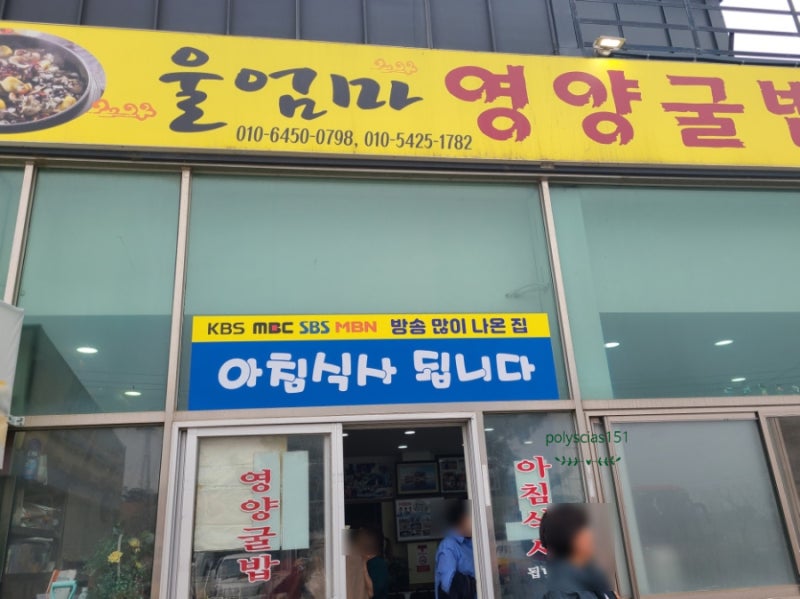 울엄마 영양굴밥
010-6450-0798, 010-5425-1782
KBS MBC SBS MBN 방송 많이 나온 집
아침식사 됩니다
polyscias151
영양굴밥
아침식사